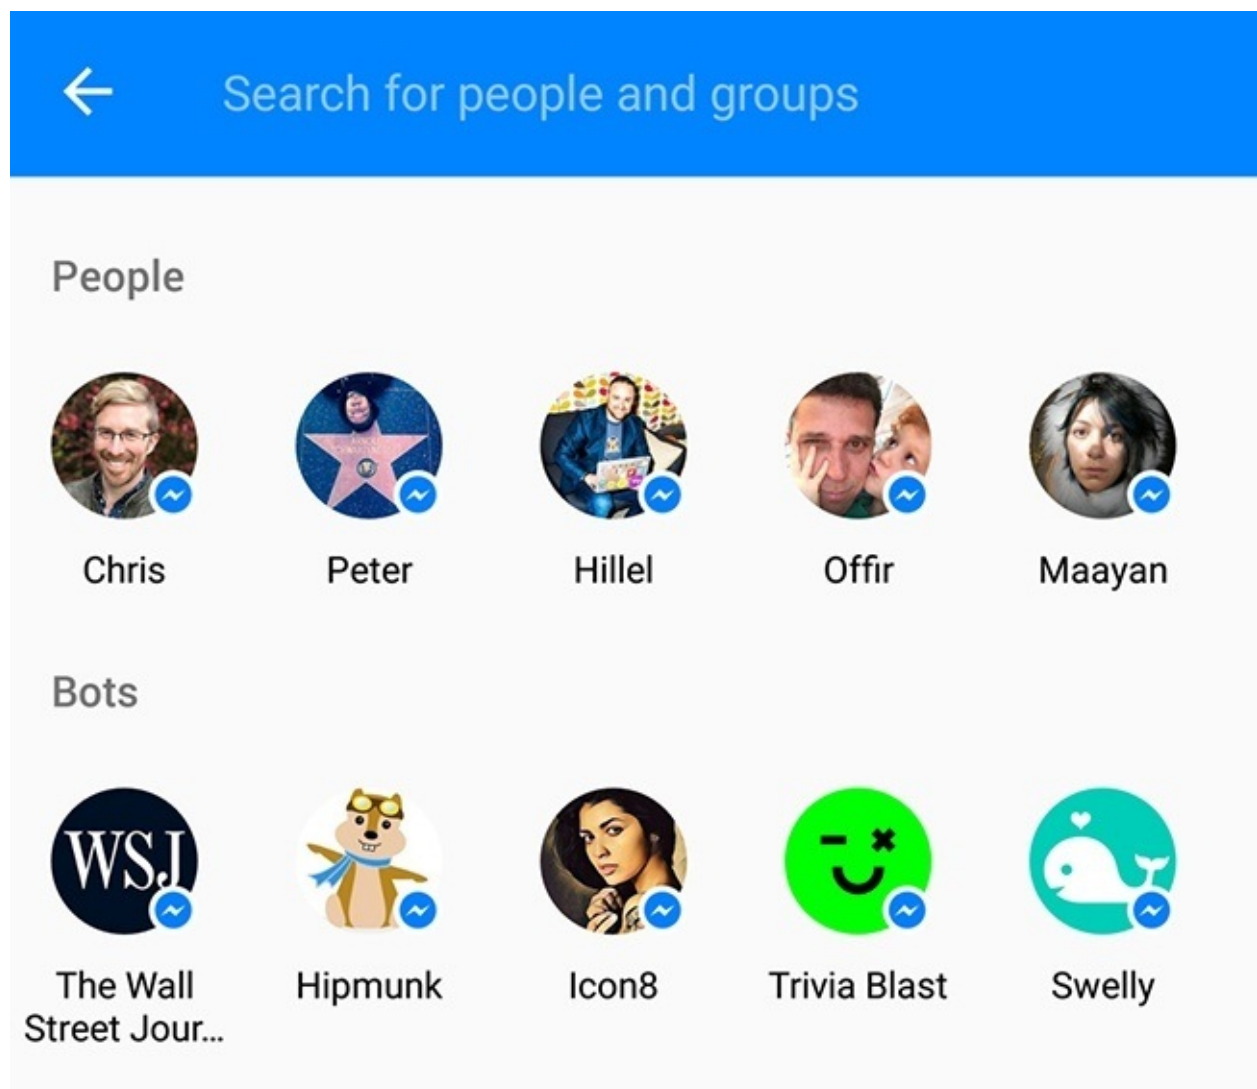 Search for people and groups
People
Chris
Peter
Hillel
Offir
Maayan
Bots
WSJ
The Wall
Street Jour...
Hipmunk
Icon8
Trivia Blast
Swelly